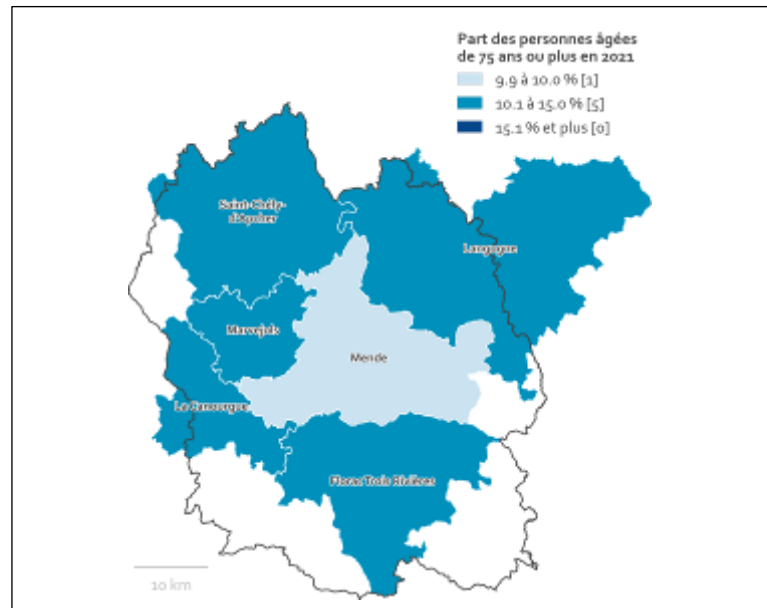 Part des personnes âgées
de 75 ans ou plus en 2021
9.9 à 10.0 % [1]
10.1 à 15.0 % [5]
15.1 % et plus [0]
Saint-Chély-
d'Apcher
Langogne
Marvejols
Mende
La Canourgue
Florac Trois Rivières
10 km